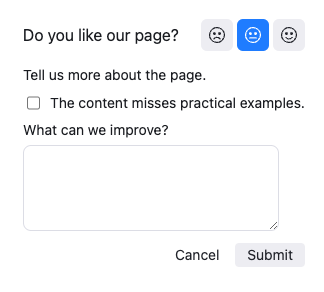 Do you like our page?
Tell us more about the page.
The content misses practical examples.
What can we improve?
Cancel Submit